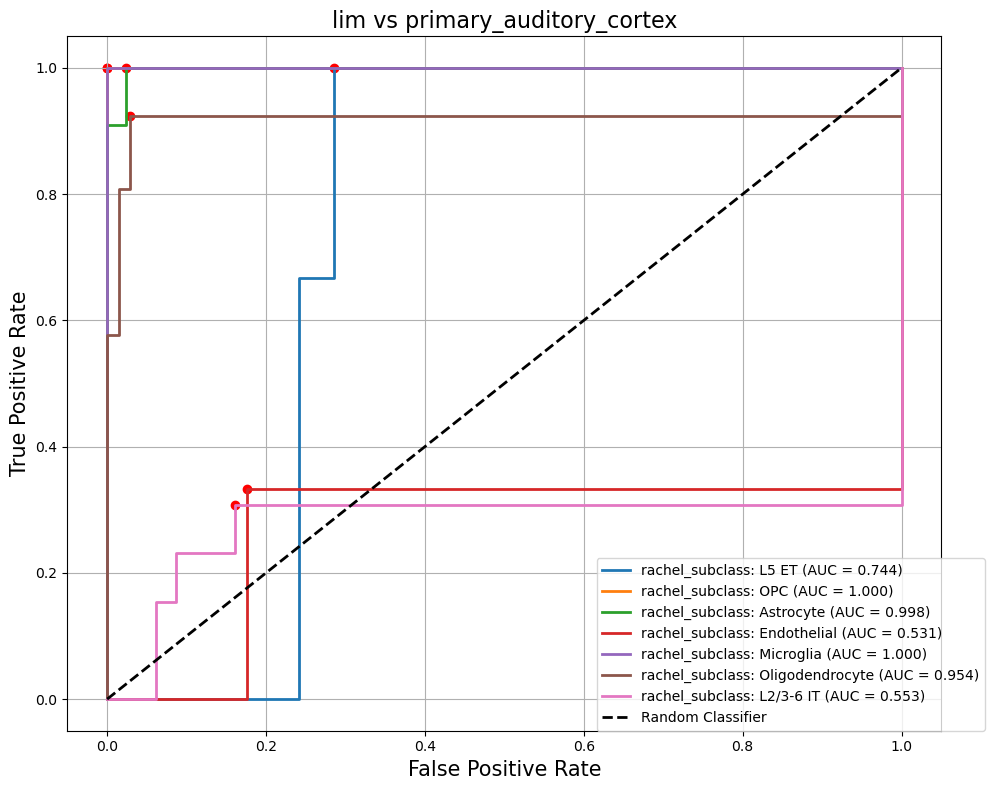 lim vs primary_auditory_cortex
True Positive Rate
1.0
0.8
0.6
0.4
0.2
0.0
rachel_subclass: L5 ET (AUC = 0.744)
rachel_subclass: OPC (AUC = 1.000)
rachel_subclass: Astrocyte (AUC = 0.998)
rachel_subclass: Endothelial (AUC = 0.531)
rachel_subclass: Microglia (AUC = 1.000)
rachel_subclass: Oligodendrocyte (AUC = 0.954)
rachel_subclass: L2/3-6 IT (AUC = 0.553)
Random Classifier
0.0 0.2 0.4 0.6 0.8 1.0
False Positive Rate